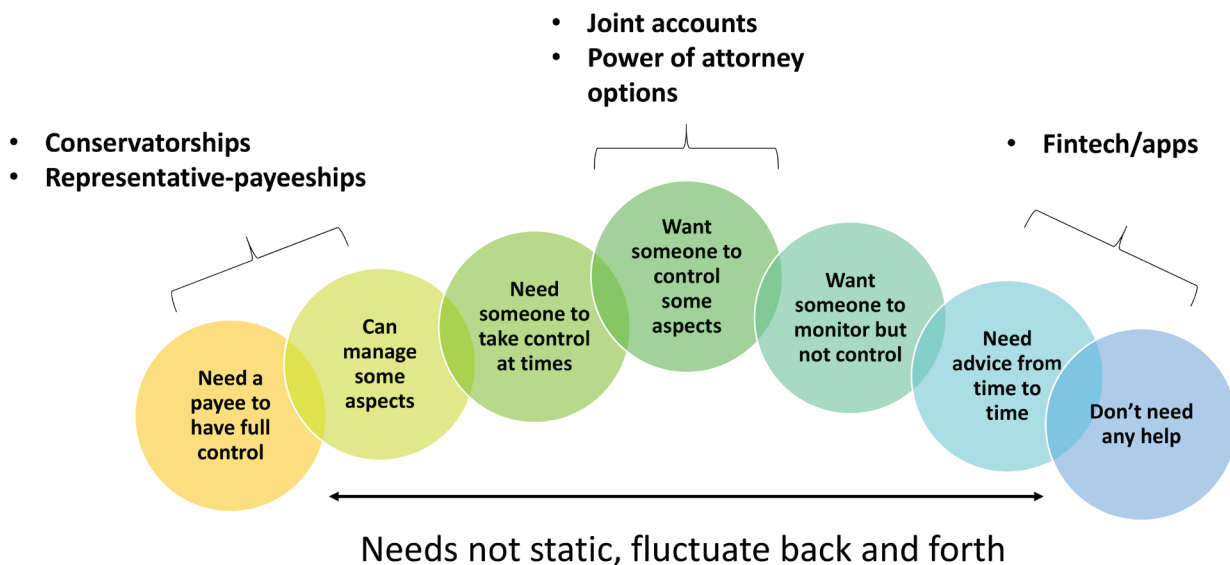 • Joint accounts
• Power of attorney
options
• Conservatorships
• Representative-payeeships
• Fintech/apps
Need a
payee to
have full
control
Can
manage
some
aspects
Need
someone to
take control
at times
Want
someone to
control
some
aspects
Want
someone to
monitor but
not control
Need
advice from
time to
time
Don’t need
any help
Needs not static, fluctuate back and forth